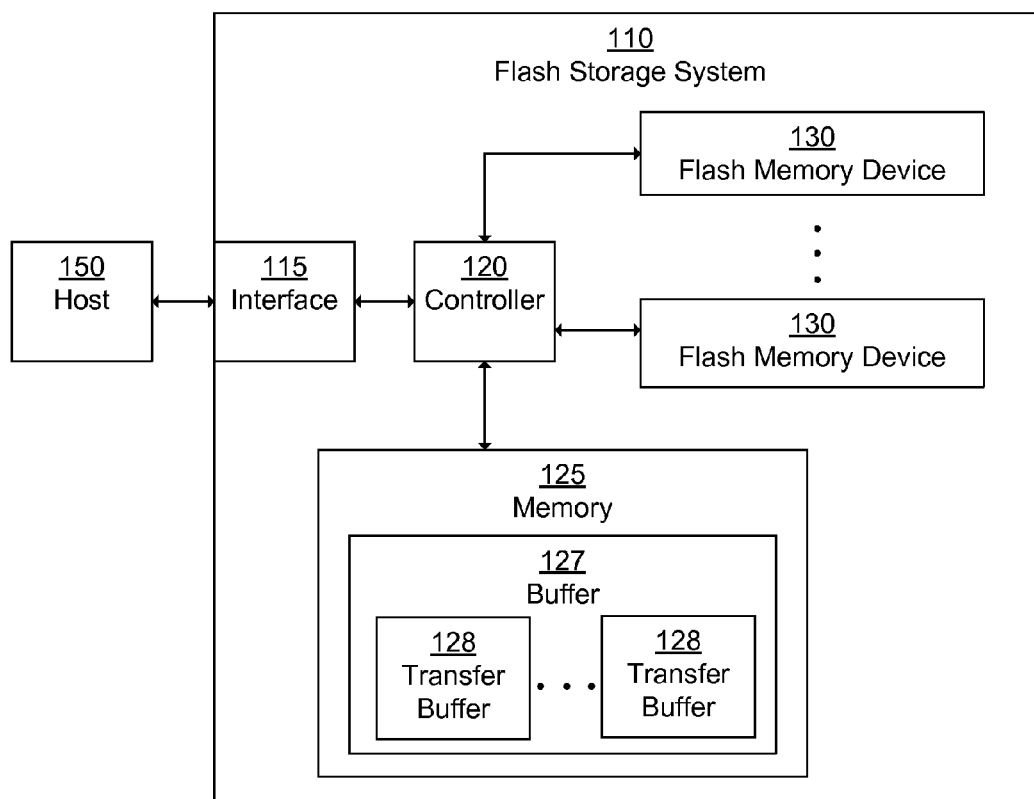 110
Flash Storage System
130
Flash Memory Device
150
Host
115
Interface
120
Controller
130
Flash Memory Device
125
Memory
127
Buffer
128
Transfer
Buffer
128
Transfer
Buffer